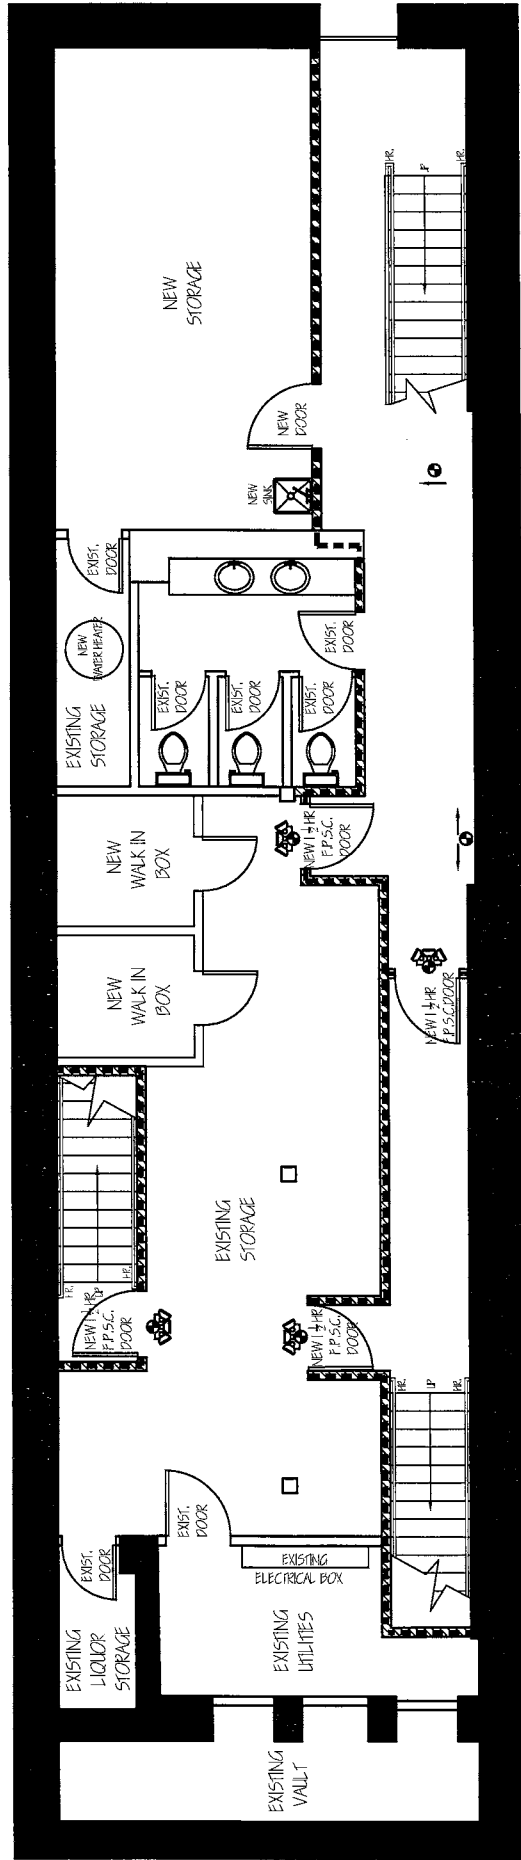 NEW
STORAGE
NEW
DOOR
NEW
SINK
EXIST.
DOOR
NEW
WATER HEATER
EXISTING
STORAGE
EXIST.
DOOR
EXIST.
DOOR
EXIST.
DOOR
EXIST.
DOOR
H.R.
UP
H.R.
NEW
WALK IN
BOX
NEW 1 1/2 HR
F.P.S.C.
DOOR
NEW
WALK IN
BOX
NEW 1 1/2 HR
F.P.S.C.DOOR
EXISTING
STORAGE
H.R.
UP
H.R.
NEW 1 1/2 HR
F.P.S.C.
DOOR
NEW 1 1/2 HR
F.P.S.C.
DOOR
H.R.
UP
H.R.
EXIST.
DOOR
EXIST.
DOOR
EXISTING
ELECTRICAL BOX
EXISTING
LIQUOR
STORAGE
EXISTING
UTILITIES
EXISTING
VAULT